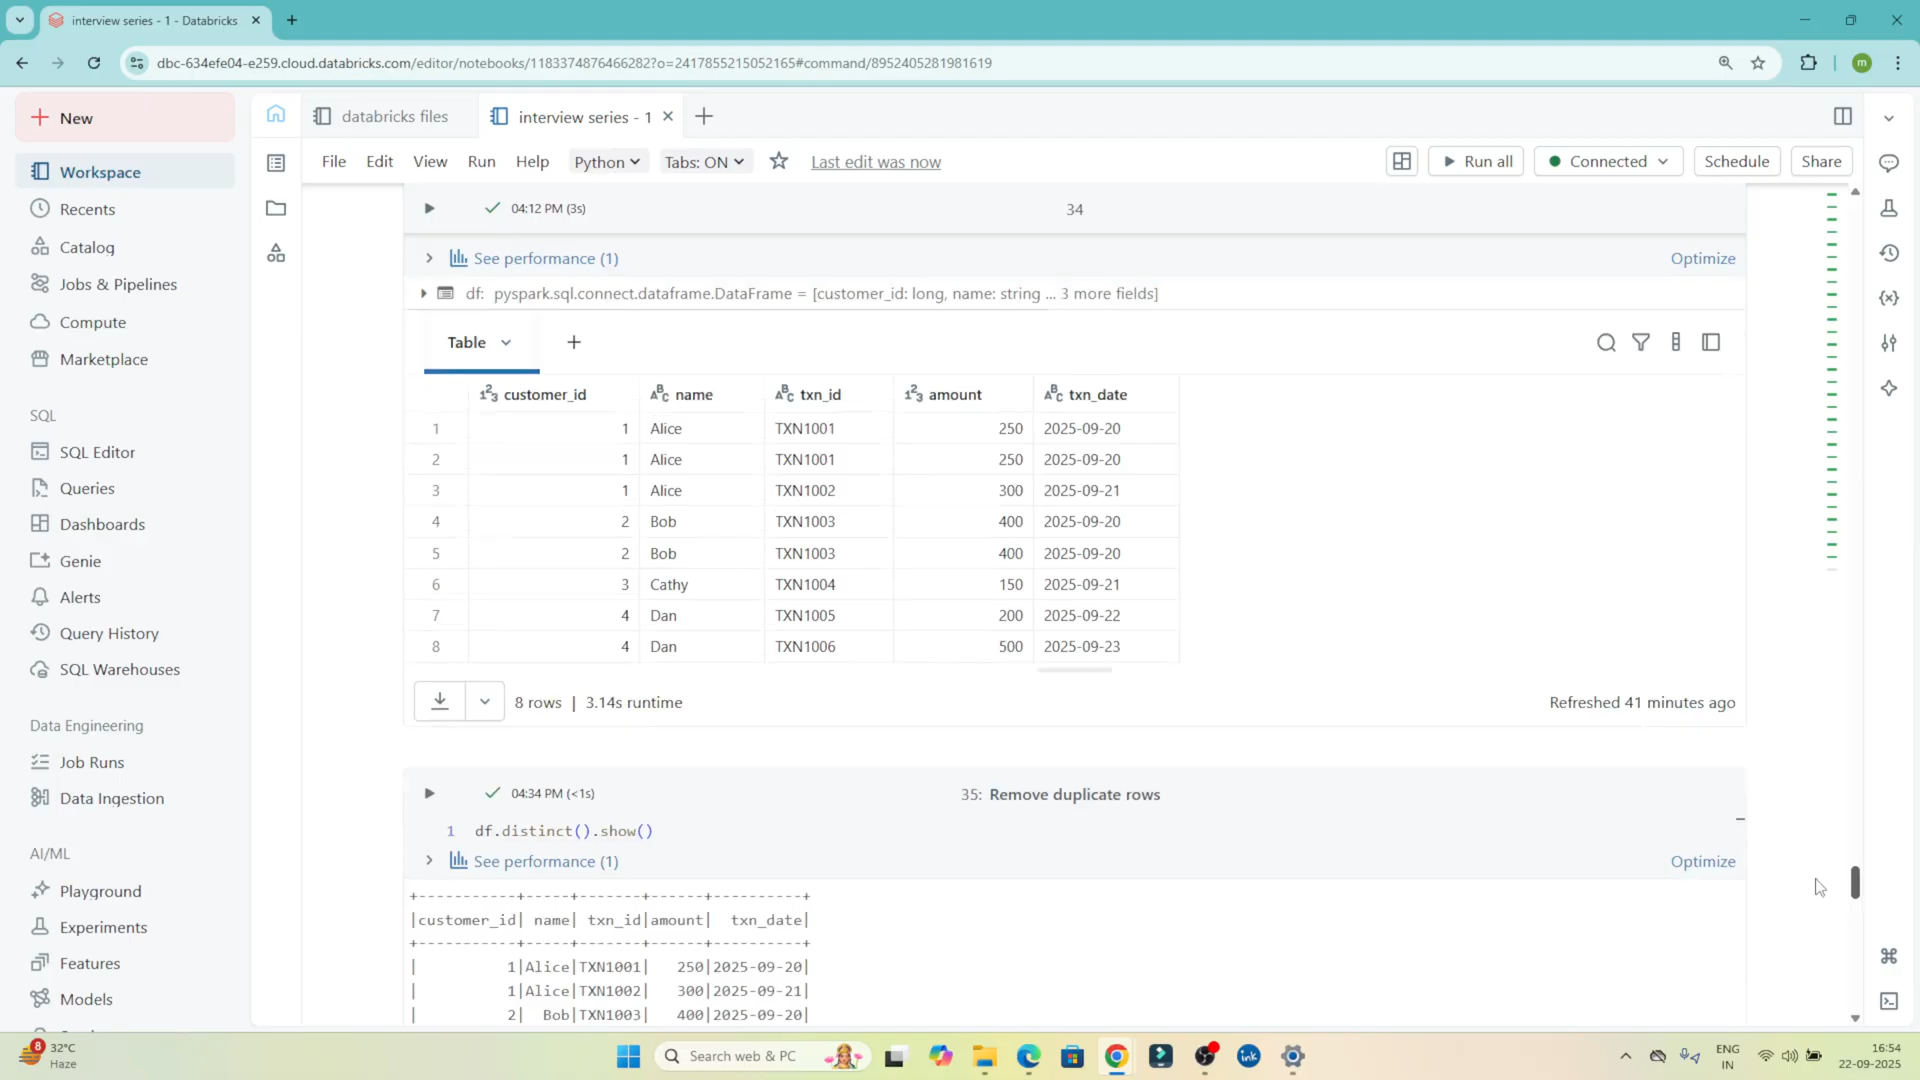 interview series - 1 - Databricks
dbc-634efe04-e259.cloud.databricks.com/editor/notebooks/1183374876466282?o=2417855215052165#command/8952405281981619
m
New
databricks files
interview series - 1
File Edit View Run Help Python Tabs: ON Last edit was now
Run all Connected Schedule Share
Workspace
Recents
Catalog
Jobs & Pipelines
Compute
Marketplace
SQL
SQL Editor
Queries
Dashboards
Genie
Alerts
Query History
SQL Warehouses
Data Engineering
Job Runs
Data Ingestion
AI/ML
Playground
Experiments
Features
Models
04:12 PM (3s) 34
See performance (1) Optimize
df: pyspark.sql.connect.dataframe.DataFrame = [customer_id: long, name: string ... 3 more fields]
Table
customer_id name txn_id amount txn_date
1 1 Alice TXN1001 250 2025-09-20
2 1 Alice TXN1001 250 2025-09-20
3 1 Alice TXN1002 300 2025-09-21
4 2 Bob TXN1003 400 2025-09-20
5 2 Bob TXN1003 400 2025-09-20
6 3 Cathy TXN1004 150 2025-09-21
7 4 Dan TXN1005 200 2025-09-22
8 4 Dan TXN1006 500 2025-09-23
8 rows | 3.14s runtime Refreshed 41 minutes ago
04:34 PM (<1s) 35: Remove duplicate rows
1 df.distinct().show()
See performance (1) Optimize
+-----------+-----+-------+------+----------+
|customer_id| name| txn_id|amount| txn_date|
+-----------+-----+-------+------+----------+
| 1|Alice|TXN1001| 250|2025-09-20|
| 1|Alice|TXN1002| 300|2025-09-21|
| 2| Bob|TXN1003| 400|2025-09-20|
8
32°C
Haze
Search web & PC
ink
ENG
IN
16:54
22-09-2025